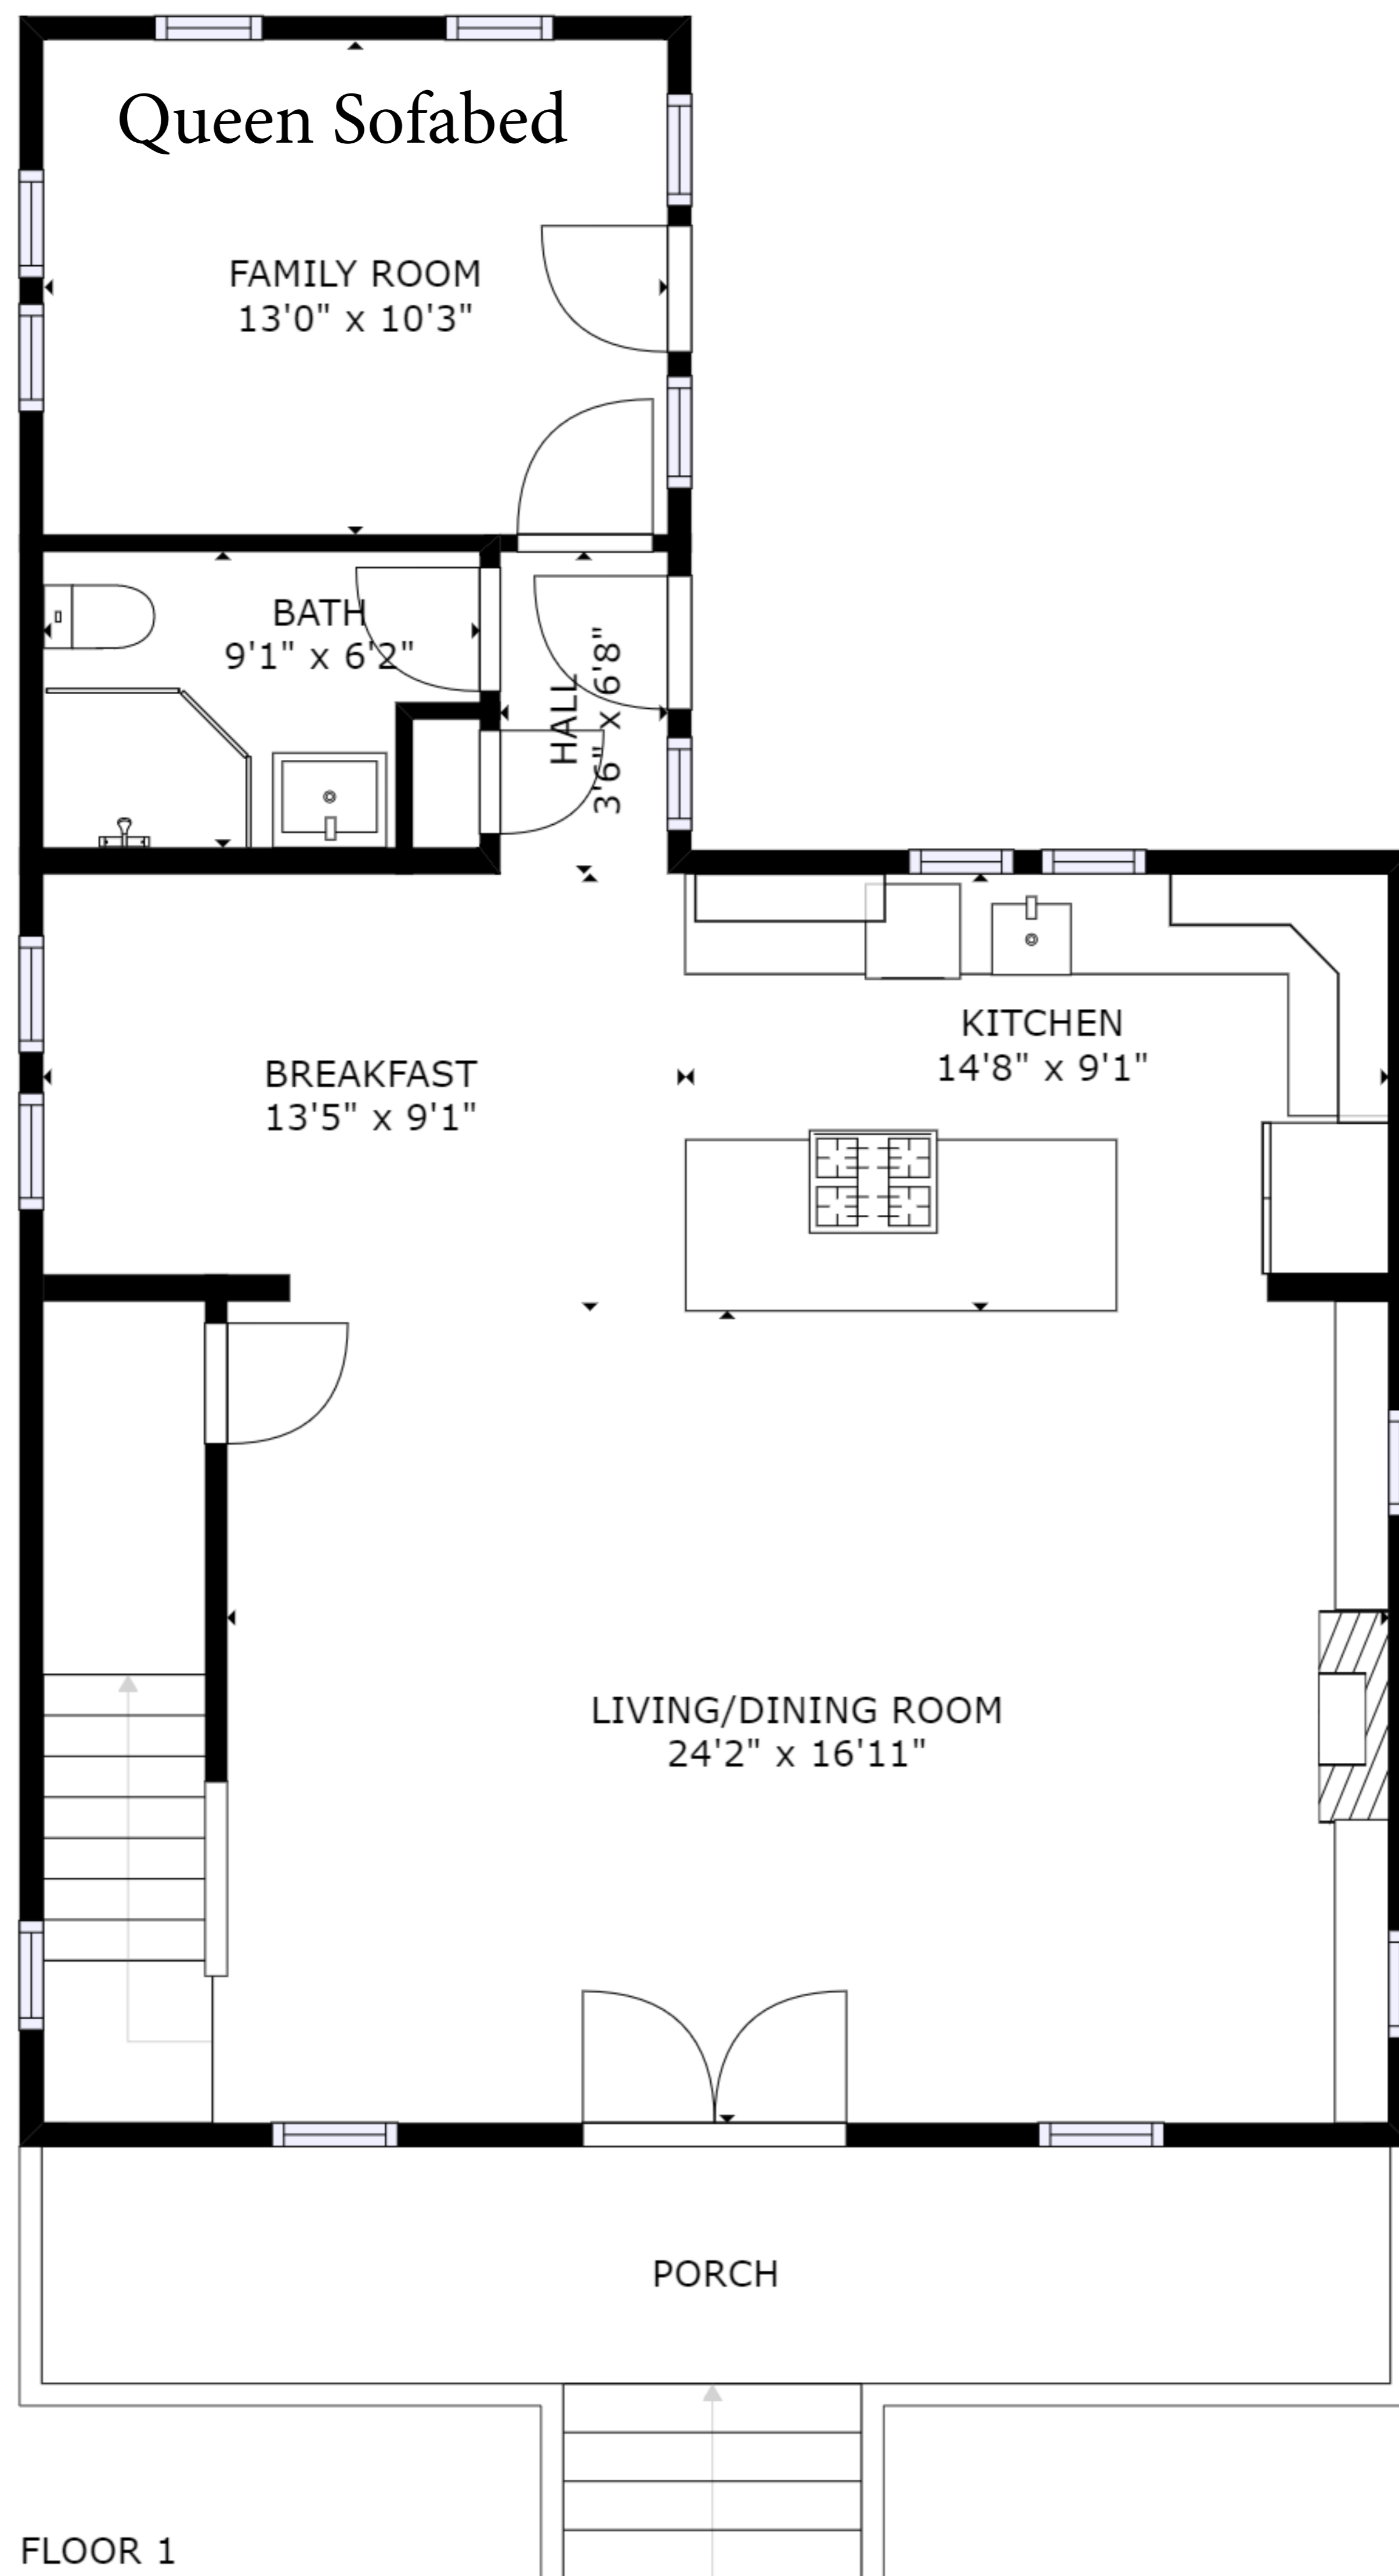 Queen Sofabed
FAMILY ROOM
13'0" x 10'3"
BATH
9'1" x 6'2"
HALL
3'6" x 6'8"
KITCHEN
14'8" x 9'1"
BREAKFAST
13'5" x 9'1"
LIVING/DINING ROOM
24'2" x 16'11"
PORCH
FLOOR 1